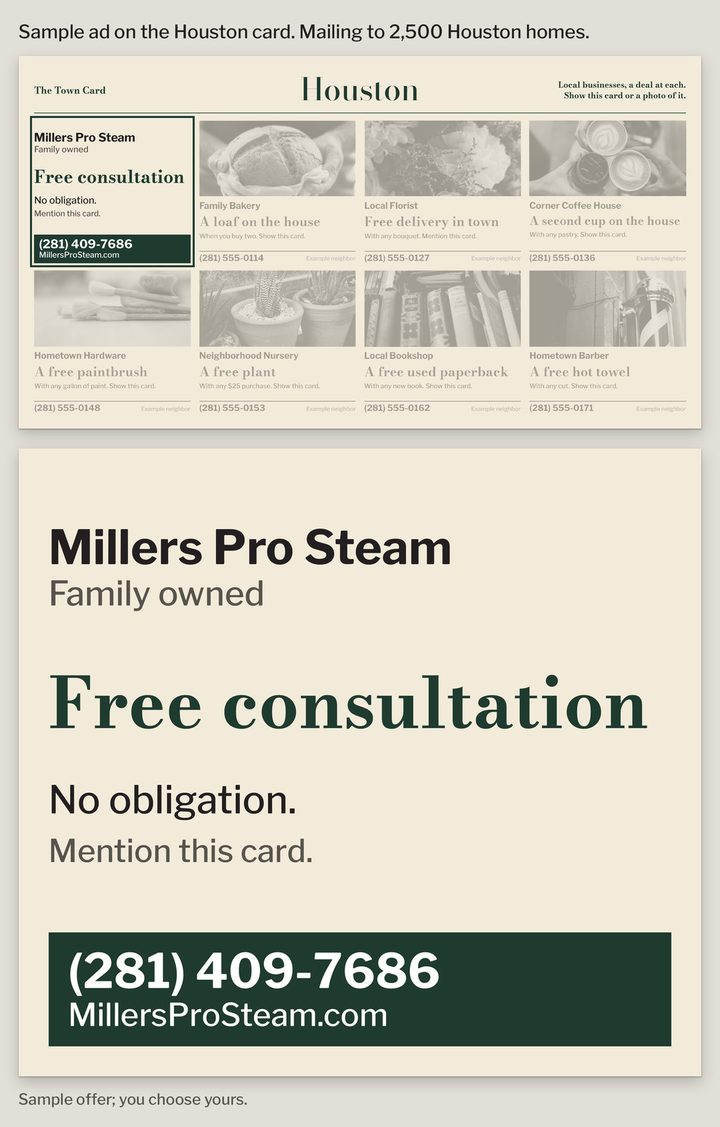 Sample ad on the Houston card. Mailing to 2,500 Houston homes.
The Town Card
Houston
Local businesses, a deal at each.
Show this card or a photo of it.
Millers Pro Steam
Family owned
Free consultation
No obligation.
Mention this card.
(281) 409-7686
MillersProSteam.com
Family Bakery
A loaf on the house
When you buy two. Show this card.
(281) 555-0114
Example neighbor
Local Florist
Free delivery in town
With any bouquet. Mention this card.
(281) 555-0127
Example neighbor
Corner Coffee House
A second cup on the house
With any pastry. Show this card.
(281) 555-0136
Example neighbor
Hometown Hardware
A free paintbrush
With any gallon of paint. Show this card.
(281) 555-0148
Example neighbor
Neighborhood Nursery
A free plant
With any $25 purchase. Show this card.
(281) 555-0153
Example neighbor
Local Bookshop
A free used paperback
With any new book. Show this card.
(281) 555-0162
Example neighbor
Hometown Barber
A free hot towel
With any cut. Show this card.
(281) 555-0171
Example neighbor
Millers Pro Steam
Family owned
Free consultation
No obligation.
Mention this card.
(281) 409-7686
MillersProSteam.com
Sample offer; you choose yours.